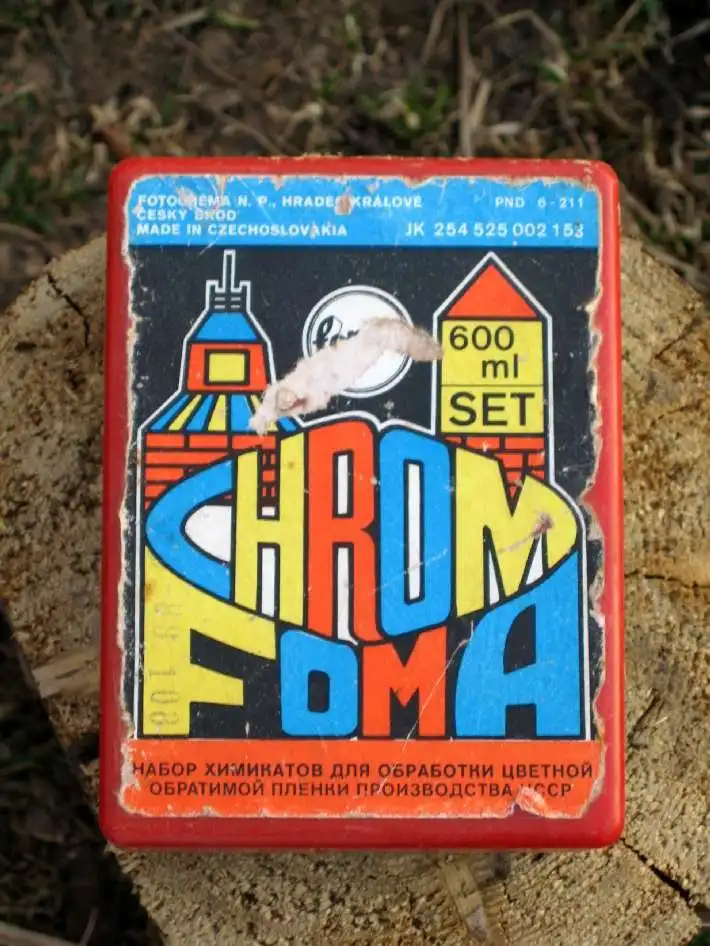 FOTOCHEMA N. P., HRADEC KRÁLOVÉ
ČESKÝ BROD
MADE IN CZECHOSLOVAKIA
PND 6-211
JK 254 525 002 153
600
ml
SET
CHROM
FOMA
НАБОР ХИМИКАТОВ ДЛЯ ОБРАБОТКИ ЦВЕТНОЙ
ОБРАТИМОЙ ПЛЕНКИ ПРОИЗВОДСТВА ЧССР